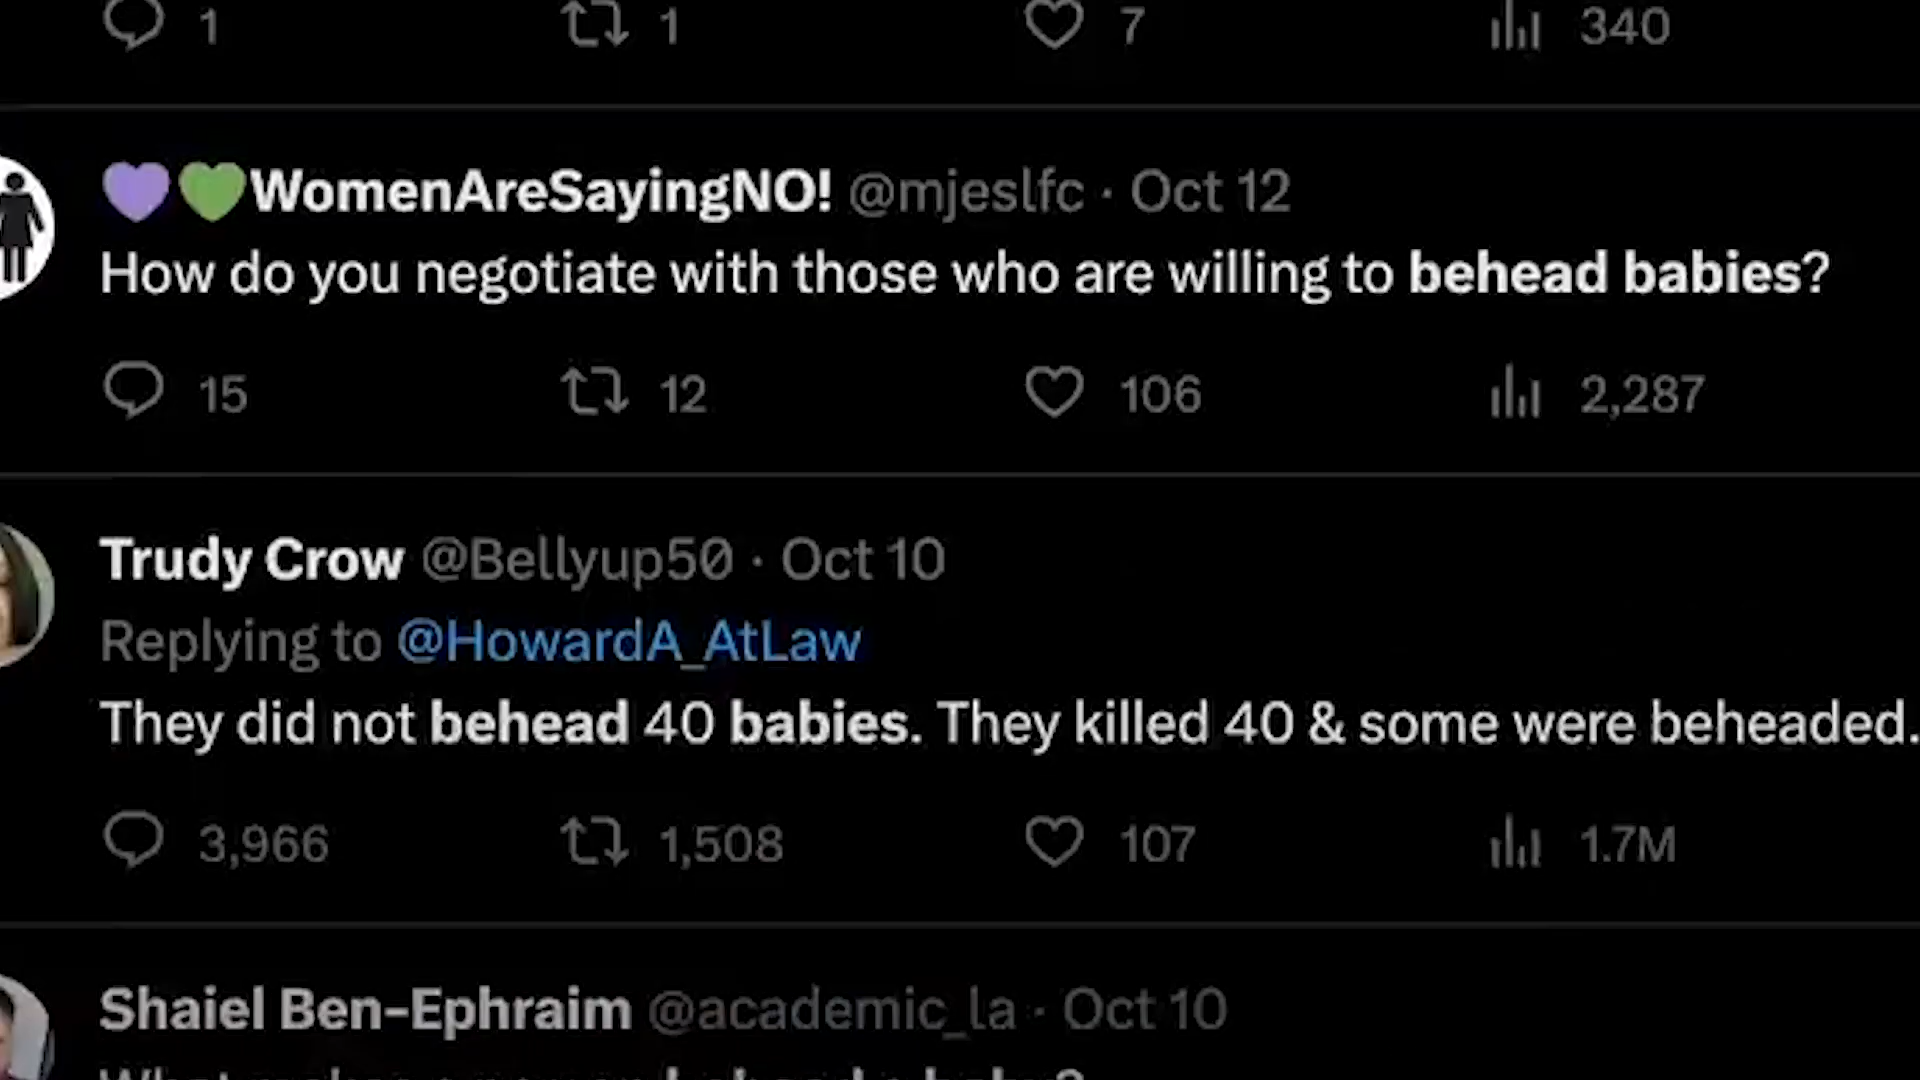 1 1 7 340
💜💚WomenAreSayingNO! @mjeslfc · Oct 12
How do you negotiate with those who are willing to behead babies?
15 12 106 2,287
Trudy Crow @Bellyup50 · Oct 10
Replying to @HowardA_AtLaw
They did not behead 40 babies. They killed 40 & some were beheaded.
3,966 1,508 107 1.7M
Shaiel Ben-Ephraim @academic_la · Oct 10